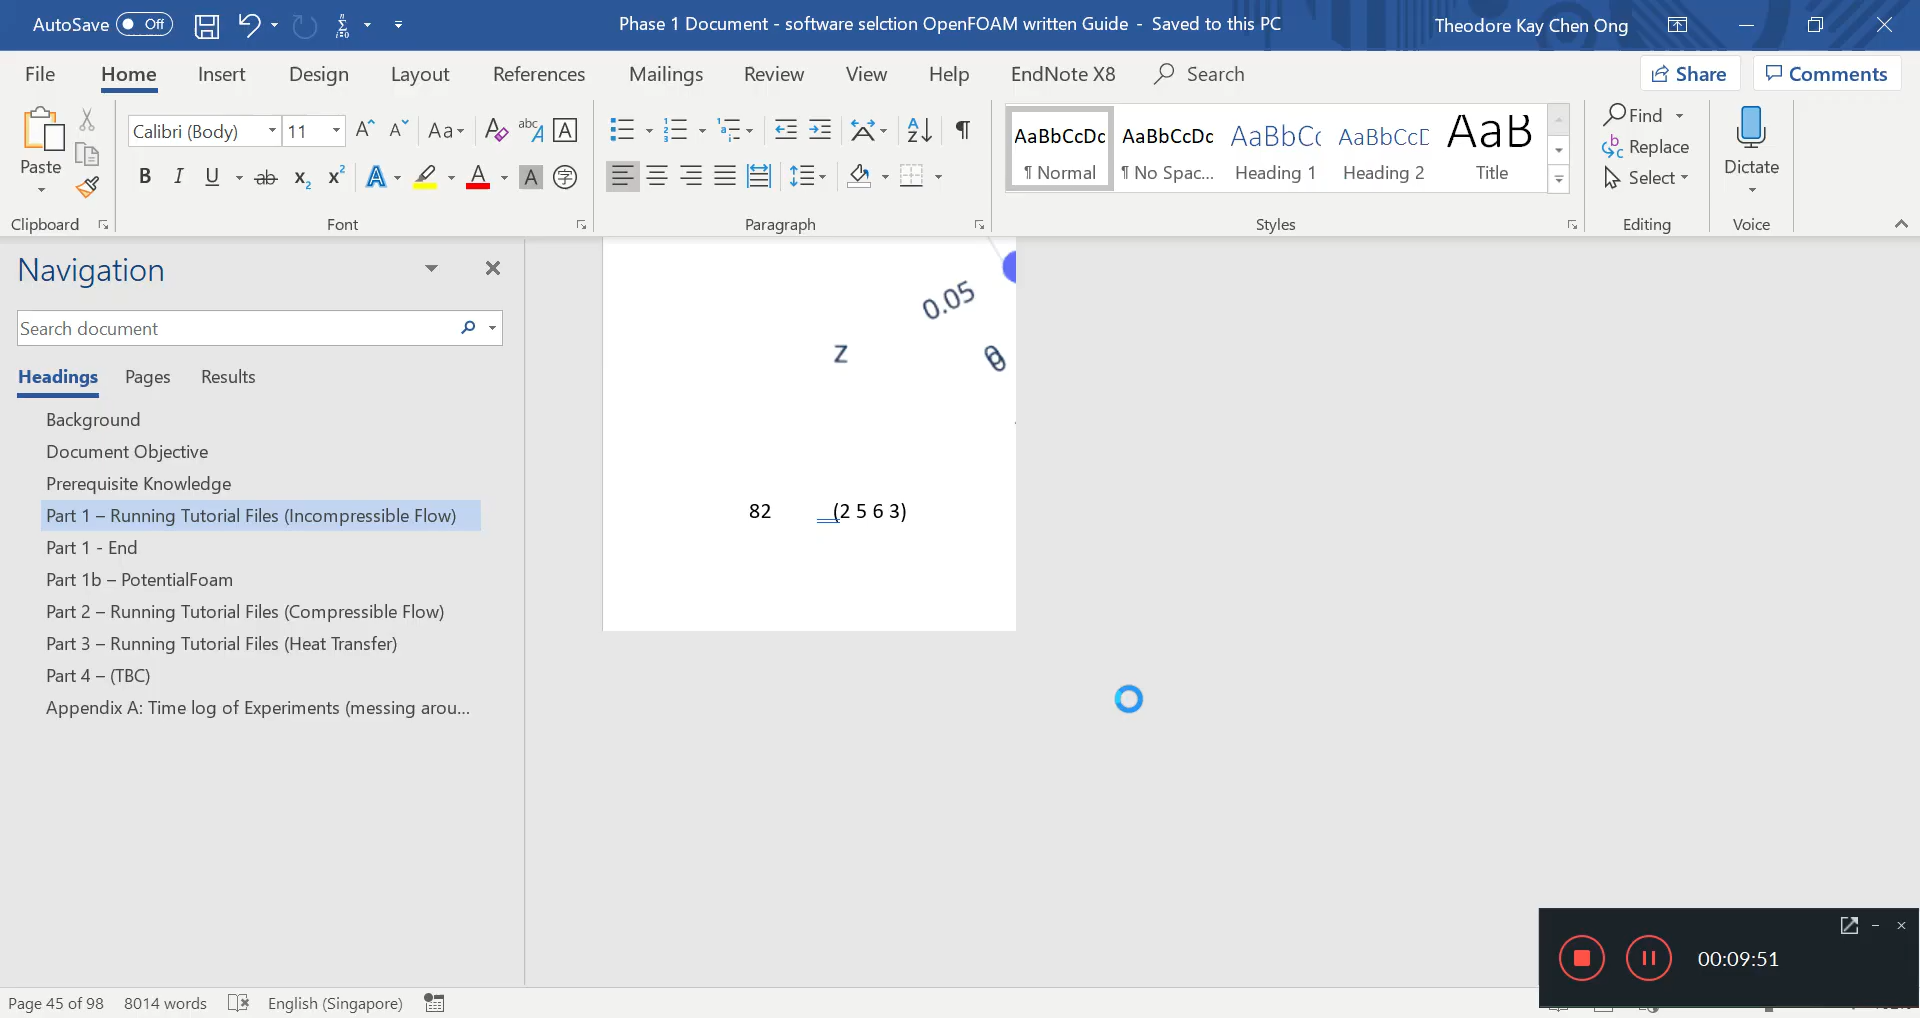 AutoSave Off Phase 1 Document - software selction OpenFOAM written Guide - Saved to this PC Theodore Kay Chen Ong
File Home Insert Design Layout References Mailings Review View Help EndNote X8 Search Share Comments
Paste
Calibri (Body) 11
AaBbCcDc AaBbCcDc AaBbCc AaBbCcE AaB
¶ Normal ¶ No Spac... Heading 1 Heading 2 Title
Find
Replace
Select
Dictate
Clipboard Font Paragraph Styles Editing Voice
Navigation
Search document
Headings Pages Results
Background
Document Objective
Prerequisite Knowledge
Part 1 – Running Tutorial Files (Incompressible Flow)
Part 1 - End
Part 1b – PotentialFoam
Part 2 – Running Tutorial Files (Compressible Flow)
Part 3 – Running Tutorial Files (Heat Transfer)
Part 4 – (TBC)
Appendix A: Time log of Experiments (messing arou...
0.05
z
82 (2 5 6 3)
00:09:51
Page 45 of 98 8014 words English (Singapore)